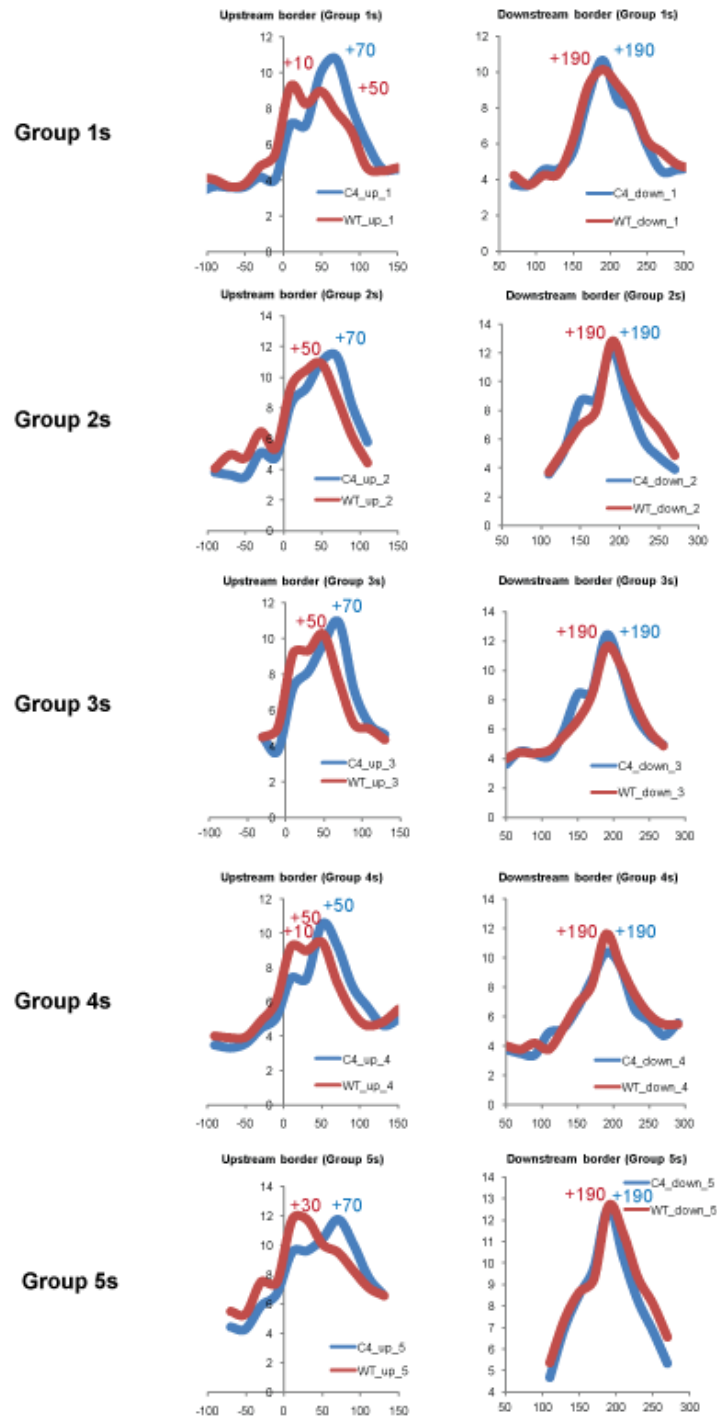 Group 1s
Upstream border (Group 1s)
12
10
8
6
4
2
0
+10
+70
+50
C4_up_1
WT_up_1
-100 -50 0 50 100 150
Downstream border (Group 1s)
12
10
8
6
4
2
0
+190 +190
C4_down_1
WT_down_1
50 100 150 200 250 300
Group 2s
Upstream border (Group 2s)
14
12
10
8
6
4
2
0
+50 +70
C4_up_2
WT_up_2
-100 -50 0 50 100 150
Downstream border (Group 2s)
14
12
10
8
6
4
2
0
+190 +190
C4_down_2
WT_down_2
50 100 150 200 250 300
Group 3s
Upstream border (Group 3s)
12
10
8
6
4
2
0
+50 +70
C4_up_3
WT_up_3
-100 -50 0 50 100 150
Downstream border (Group 3s)
14
12
10
8
6
4
2
0
+190 +190
C4_down_3
WT_down_3
50 100 150 200 250 300
Group 4s
Upstream border (Group 4s)
12
10
8
6
4
2
0
+50 +50
+10
C4_up_4
WT_up_4
-100 -50 0 50 100 150
Downstream border (Group 4s)
14
12
10
8
6
4
2
0
+190 +190
C4_down_4
WT_down_4
50 100 150 200 250 300
Group 5s
Upstream border (Group 5s)
14
12
10
8
6
4
2
0
+30 +70
C4_up_5
WT_up_5
-100 -50 0 50 100 150
Downstream border (Group 5s)
14
13
12
11
10
9
8
7
6
5
4
+190 +190
C4_down_5
WT_down_5
50 100 150 200 250 300